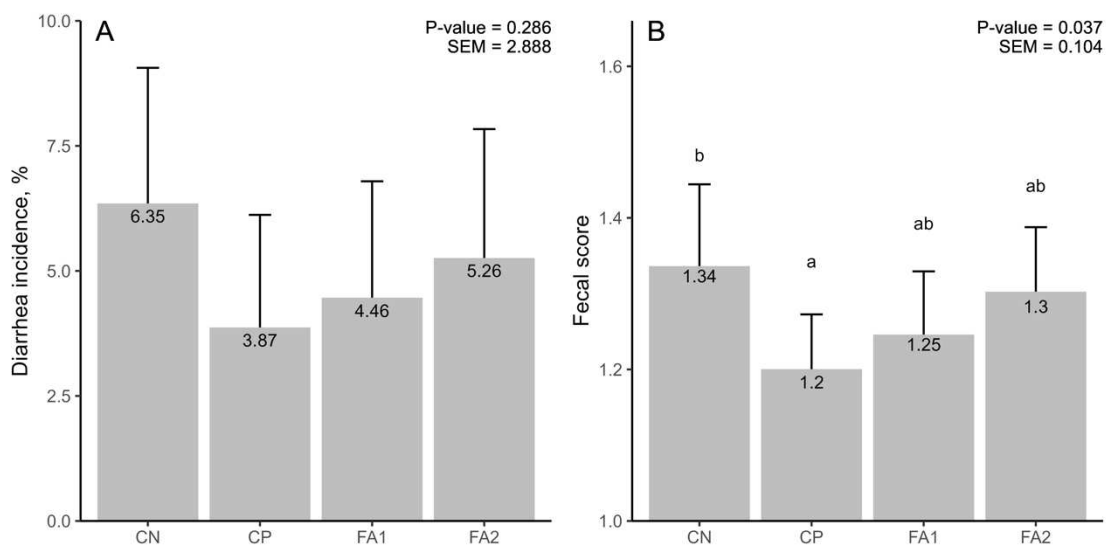 A
P-value = 0.286
SEM = 2.888
Diarrhea incidence, %
10.0
7.5
5.0
2.5
0.0
6.35
3.87
4.46
5.26
CN
CP
FA1
FA2
B
P-value = 0.037
SEM = 0.104
Fecal score
1.6
1.4
1.2
1.0
b
a
ab
ab
1.34
1.2
1.25
1.3
CN
CP
FA1
FA2